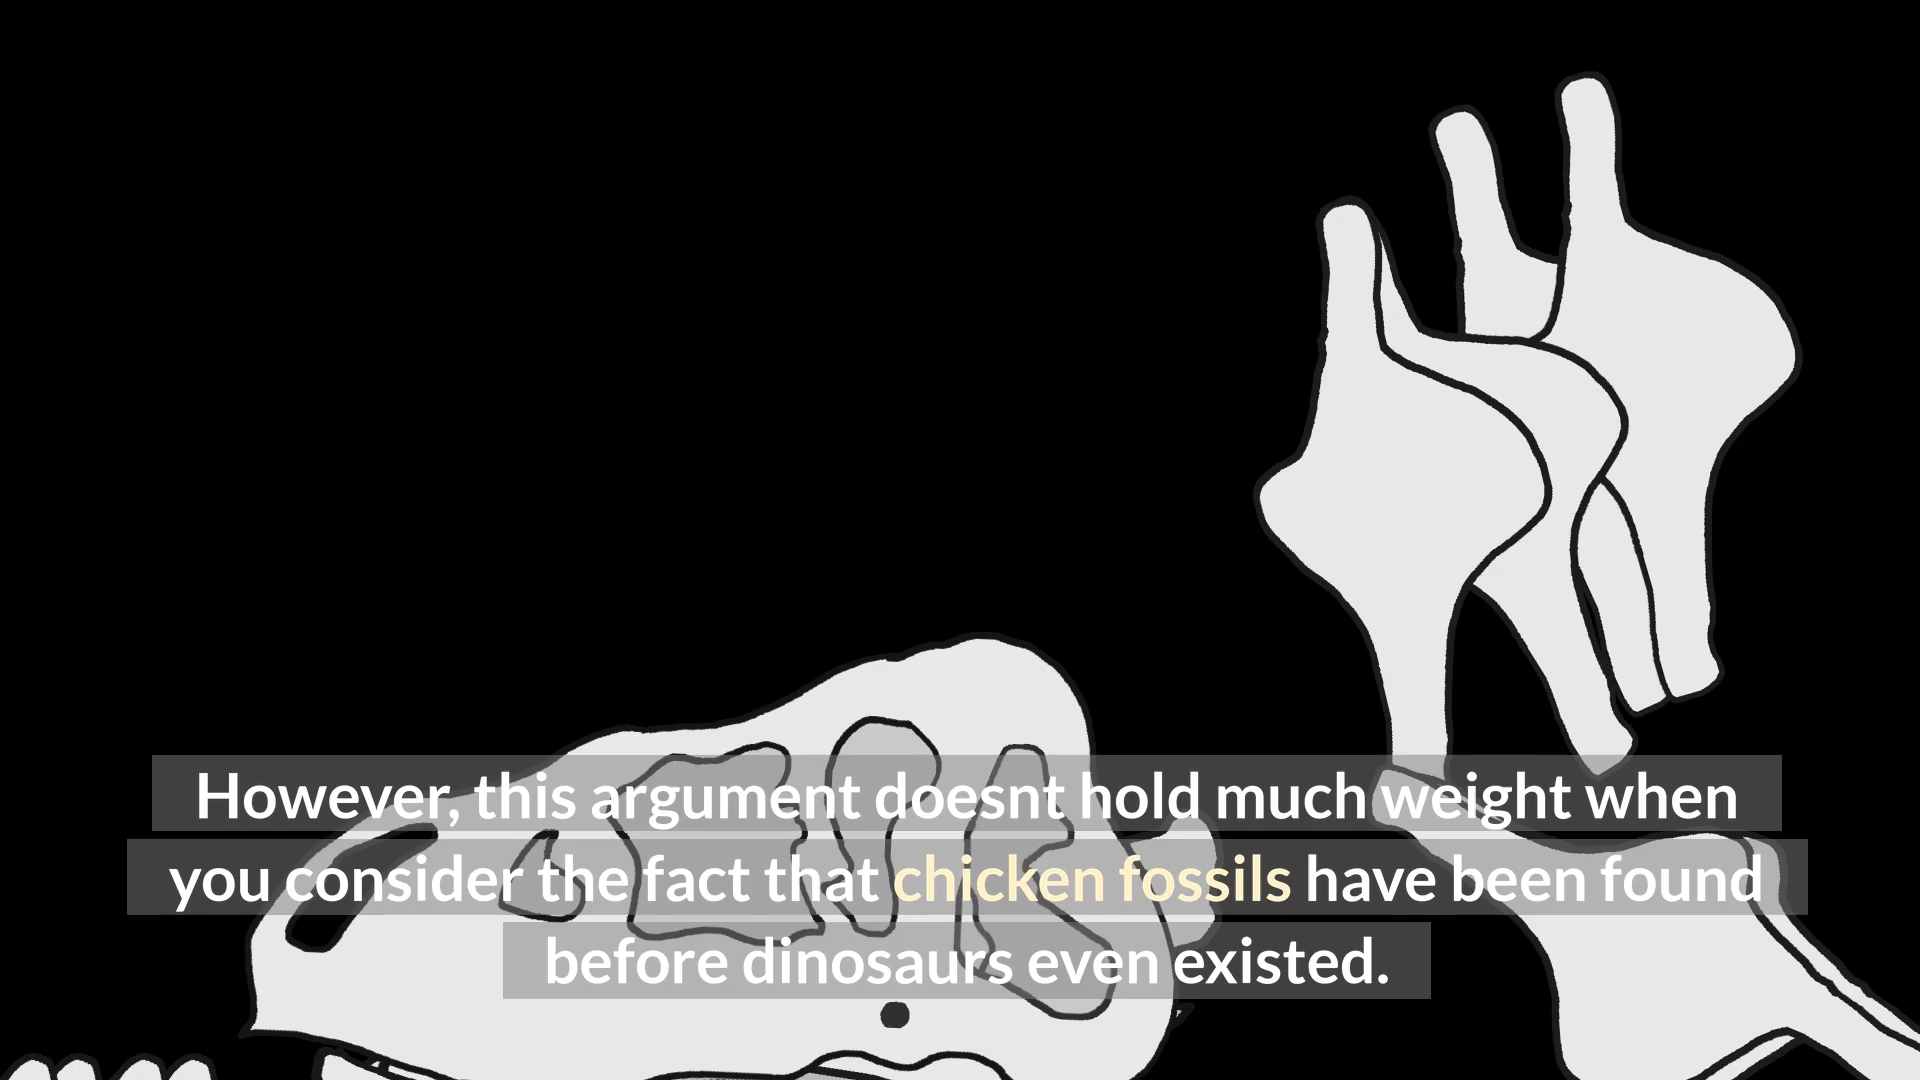 However, this argument doesnt hold much weight when
you consider the fact that chicken fossils have been found
before dinosaurs even existed.